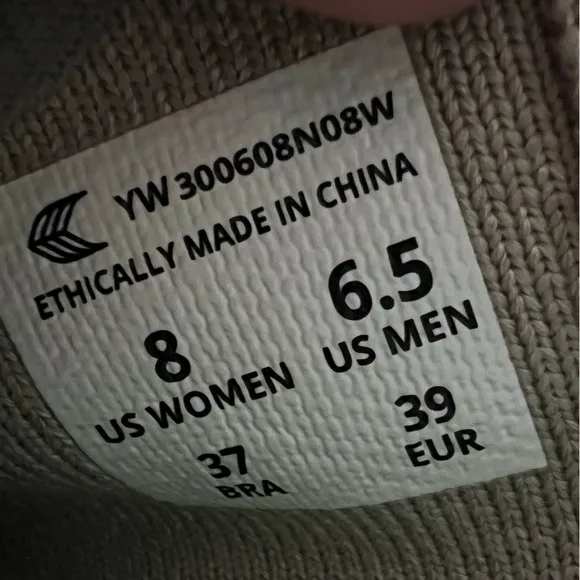 YW 300608N08W
ETHICALLY MADE IN CHINA
8
US WOMEN
6.5
US MEN
37
BRA
39
EUR